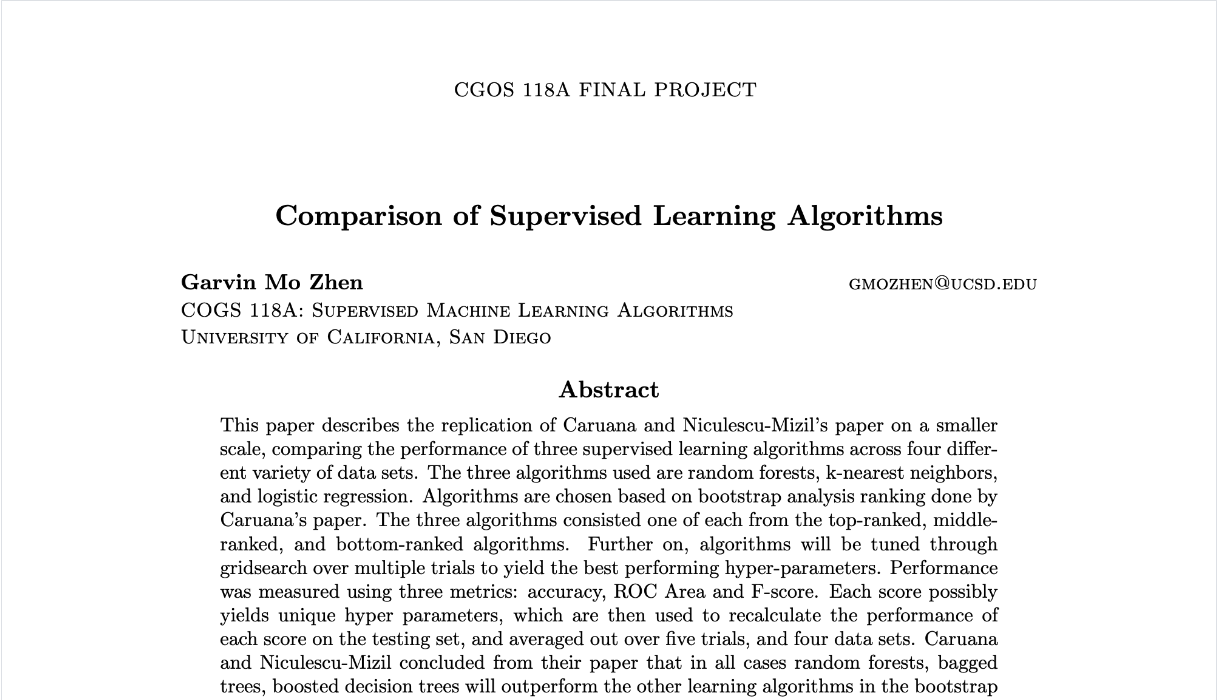 CGOS 118A FINAL PROJECT
Comparison of Supervised Learning Algorithms
Garvin Mo Zhen gmozhen@ucsd.edu
COGS 118A: Supervised Machine Learning Algorithms
University of California, San Diego
Abstract
This paper describes the replication of Caruana and Niculescu-Mizil's paper on a smaller
scale, comparing the performance of three supervised learning algorithms across four differ-
ent variety of data sets. The three algorithms used are random forests, k-nearest neighbors,
and logistic regression. Algorithms are chosen based on bootstrap analysis ranking done by
Caruana's paper. The three algorithms consisted one of each from the top-ranked, middle-
ranked, and bottom-ranked algorithms. Further on, algorithms will be tuned through
gridsearch over multiple trials to yield the best performing hyper-parameters. Performance
was measured using three metrics: accuracy, ROC Area and F-score. Each score possibly
yields unique hyper parameters, which are then used to recalculate the performance of
each score on the testing set, and averaged out over five trials, and four data sets. Caruana
and Niculescu-Mizil concluded from their paper that in all cases random forests, bagged
trees, boosted decision trees will outperform the other learning algorithms in the bootstrap